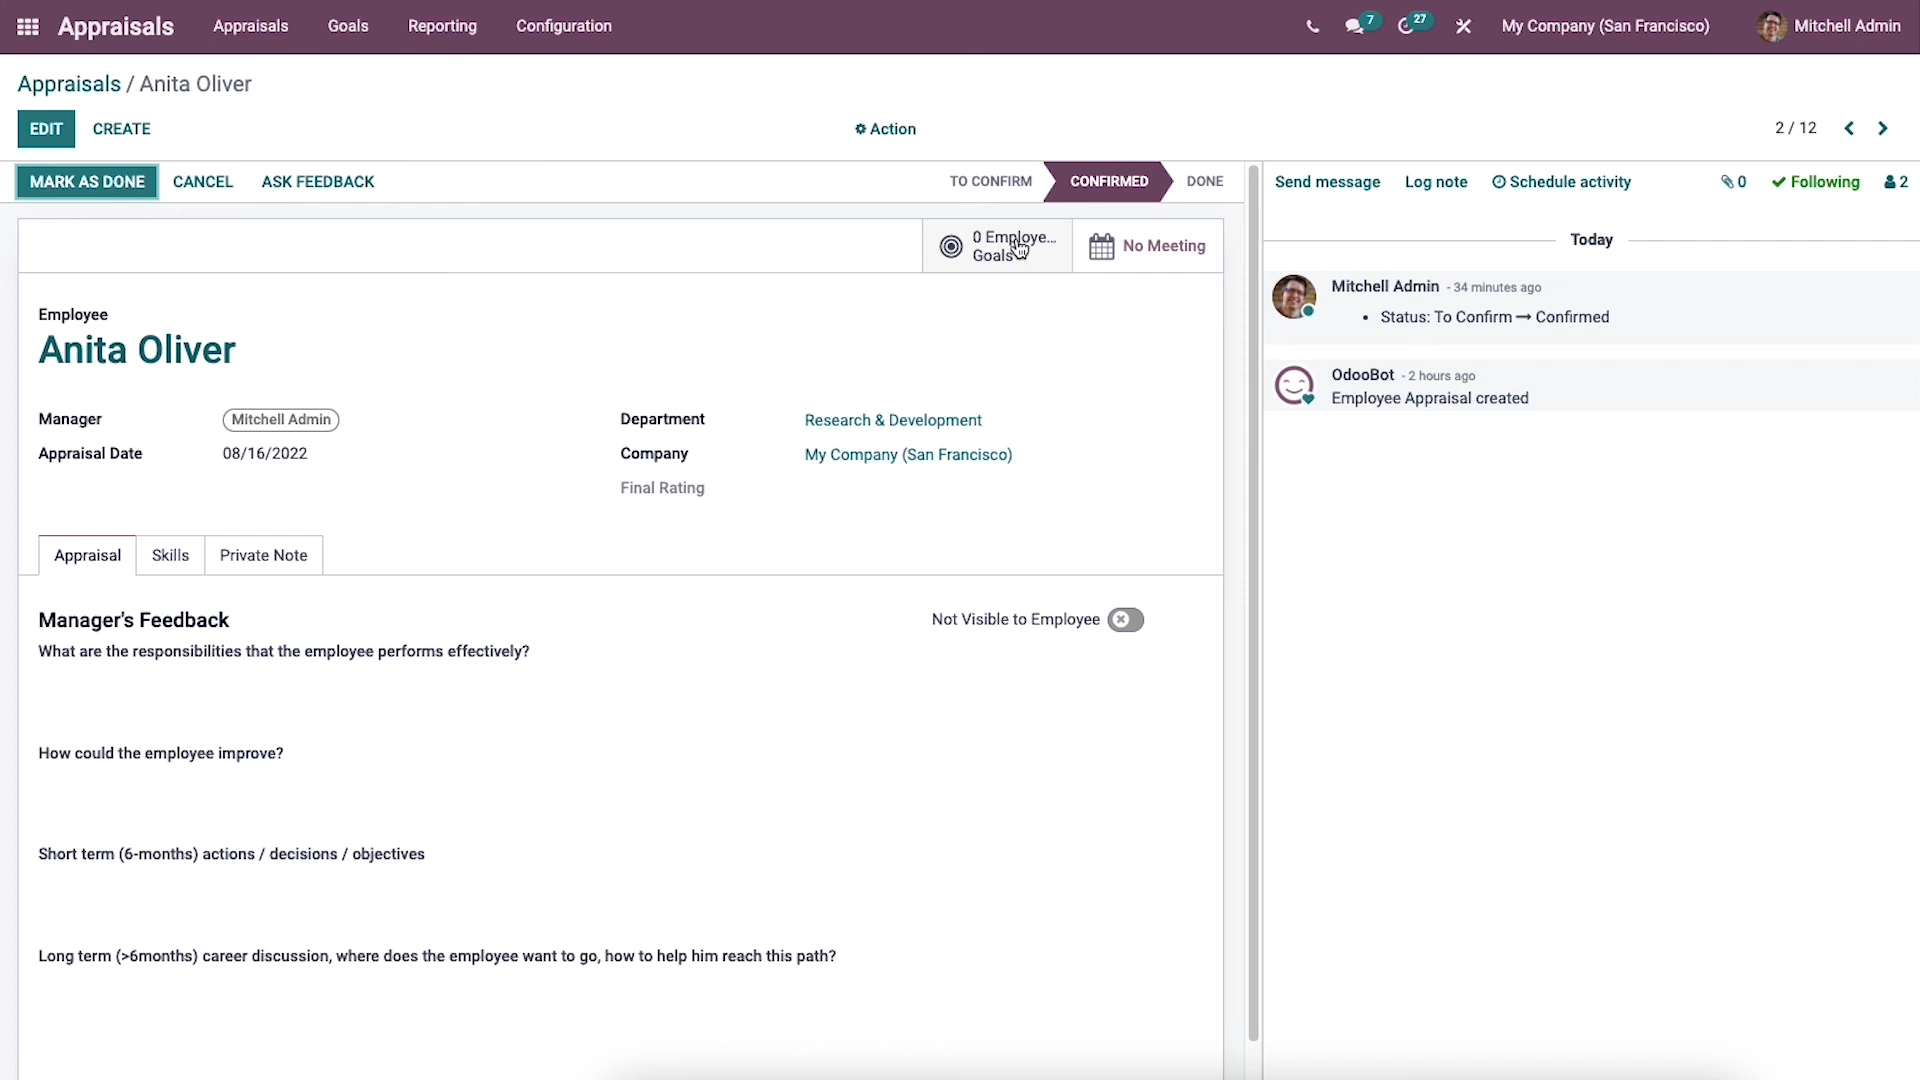 Appraisals Appraisals Goals Reporting Configuration 7 27 My Company (San Francisco) Mitchell Admin
Appraisals / Anita Oliver
EDIT CREATE Action 2 / 12
MARK AS DONE CANCEL ASK FEEDBACK TO CONFIRM CONFIRMED DONE
Send message Log note Schedule activity 0 Following 2
0 Employe...
Goals
No Meeting
Today
Mitchell Admin - 34 minutes ago
• Status: To Confirm → Confirmed
OdooBot - 2 hours ago
Employee Appraisal created
Employee
Anita Oliver
Manager Mitchell Admin Department Research & Development
Appraisal Date 08/16/2022 Company My Company (San Francisco)
Final Rating
Appraisal Skills Private Note
Manager's Feedback Not Visible to Employee
What are the responsibilities that the employee performs effectively?
How could the employee improve?
Short term (6-months) actions / decisions / objectives
Long term (>6months) career discussion, where does the employee want to go, how to help him reach this path?